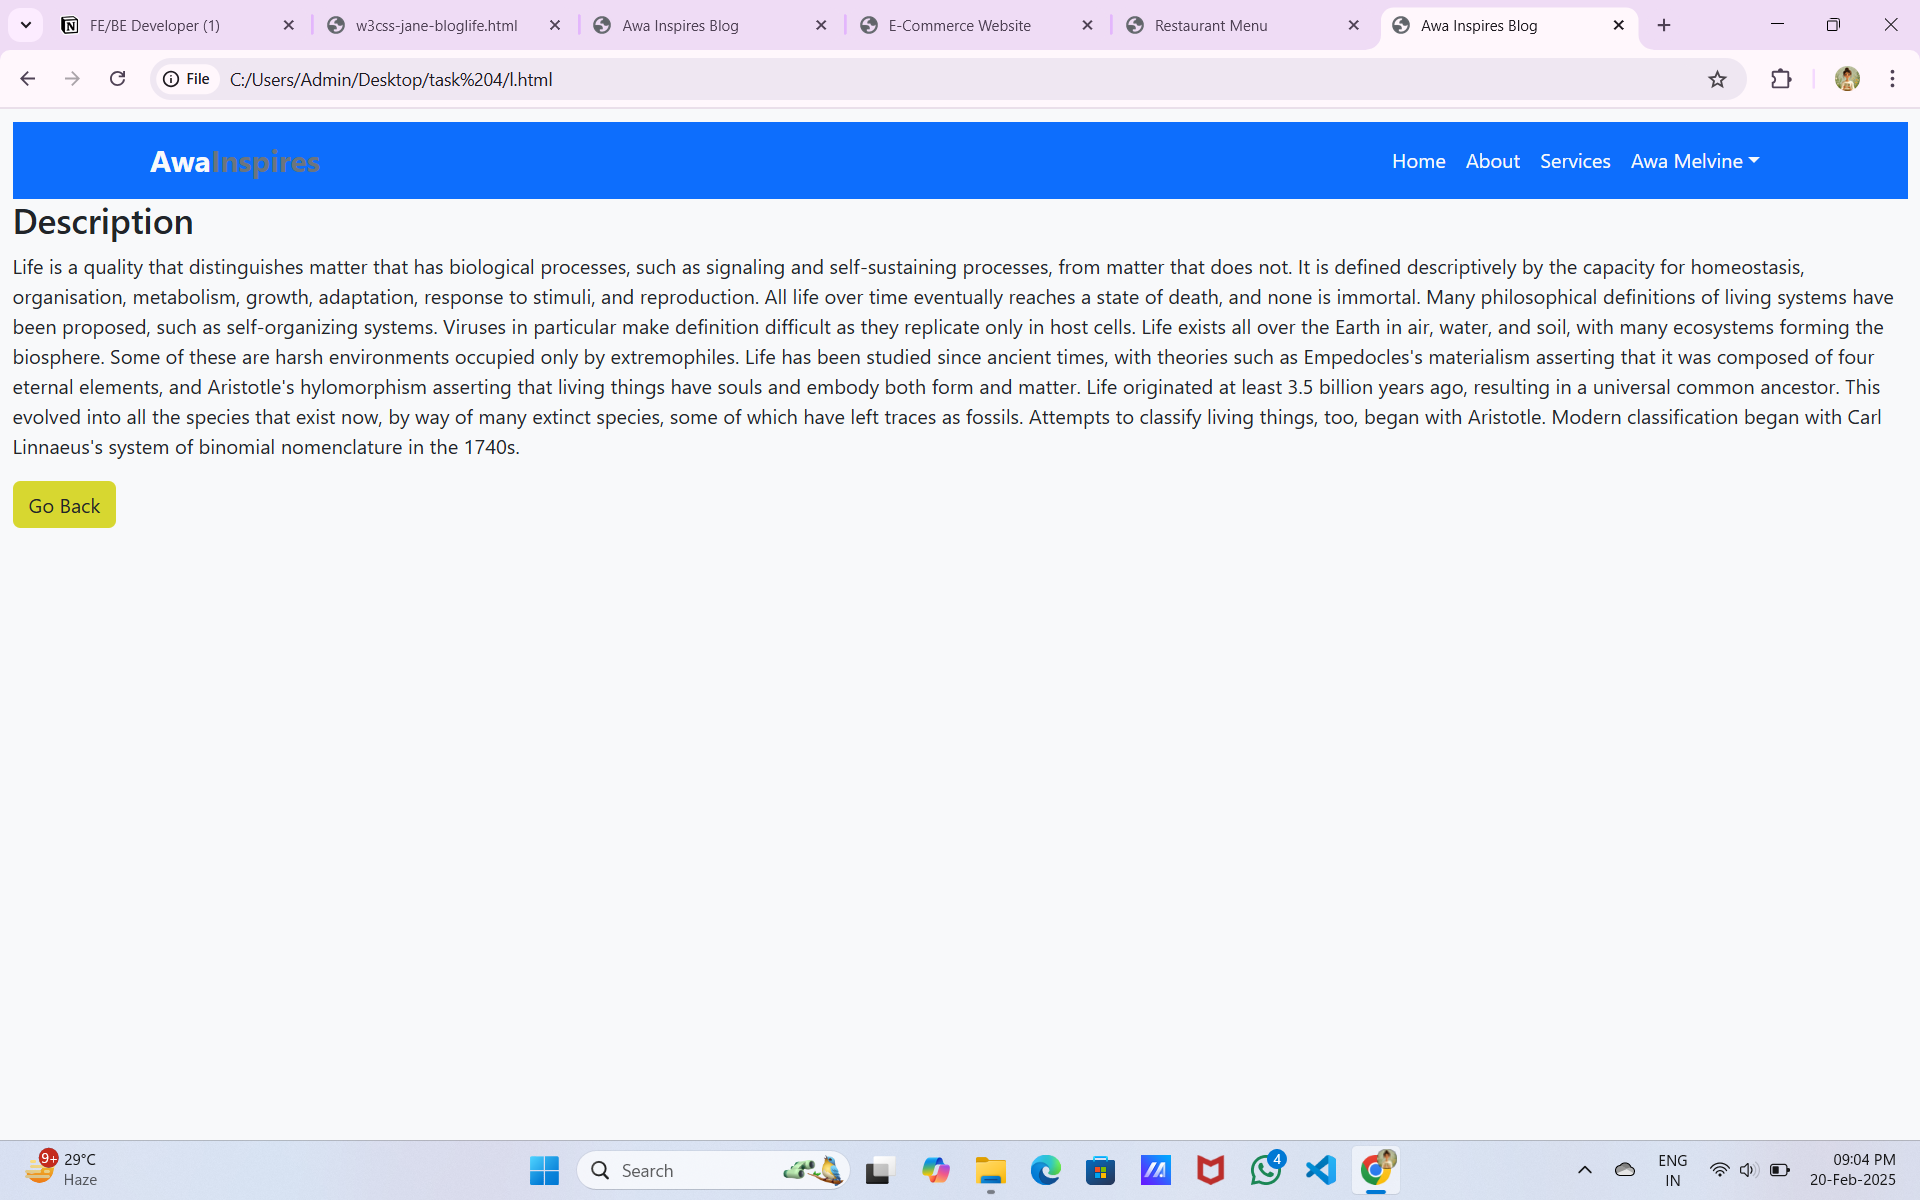 FE/BE Developer (1)
w3css-jane-bloglife.html
Awa Inspires Blog
E-Commerce Website
Restaurant Menu
Awa Inspires Blog
File
C:/Users/Admin/Desktop/task%204/l.html
AwaInspires
Home
About
Services
Awa Melvine
Description
Life is a quality that distinguishes matter that has biological processes, such as signaling and self-sustaining processes, from matter that does not. It is defined descriptively by the capacity for homeostasis,
organisation, metabolism, growth, adaptation, response to stimuli, and reproduction. All life over time eventually reaches a state of death, and none is immortal. Many philosophical definitions of living systems have
been proposed, such as self-organizing systems. Viruses in particular make definition difficult as they replicate only in host cells. Life exists all over the Earth in air, water, and soil, with many ecosystems forming the
biosphere. Some of these are harsh environments occupied only by extremophiles. Life has been studied since ancient times, with theories such as Empedocles's materialism asserting that it was composed of four
eternal elements, and Aristotle's hylomorphism asserting that living things have souls and embody both form and matter. Life originated at least 3.5 billion years ago, resulting in a universal common ancestor. This
evolved into all the species that exist now, by way of many extinct species, some of which have left traces as fossils. Attempts to classify living things, too, began with Aristotle. Modern classification began with Carl
Linnaeus's system of binomial nomenclature in the 1740s.
Go Back
9+
29°C
Haze
Search
4
ENG
IN
09:04 PM
20-Feb-2025